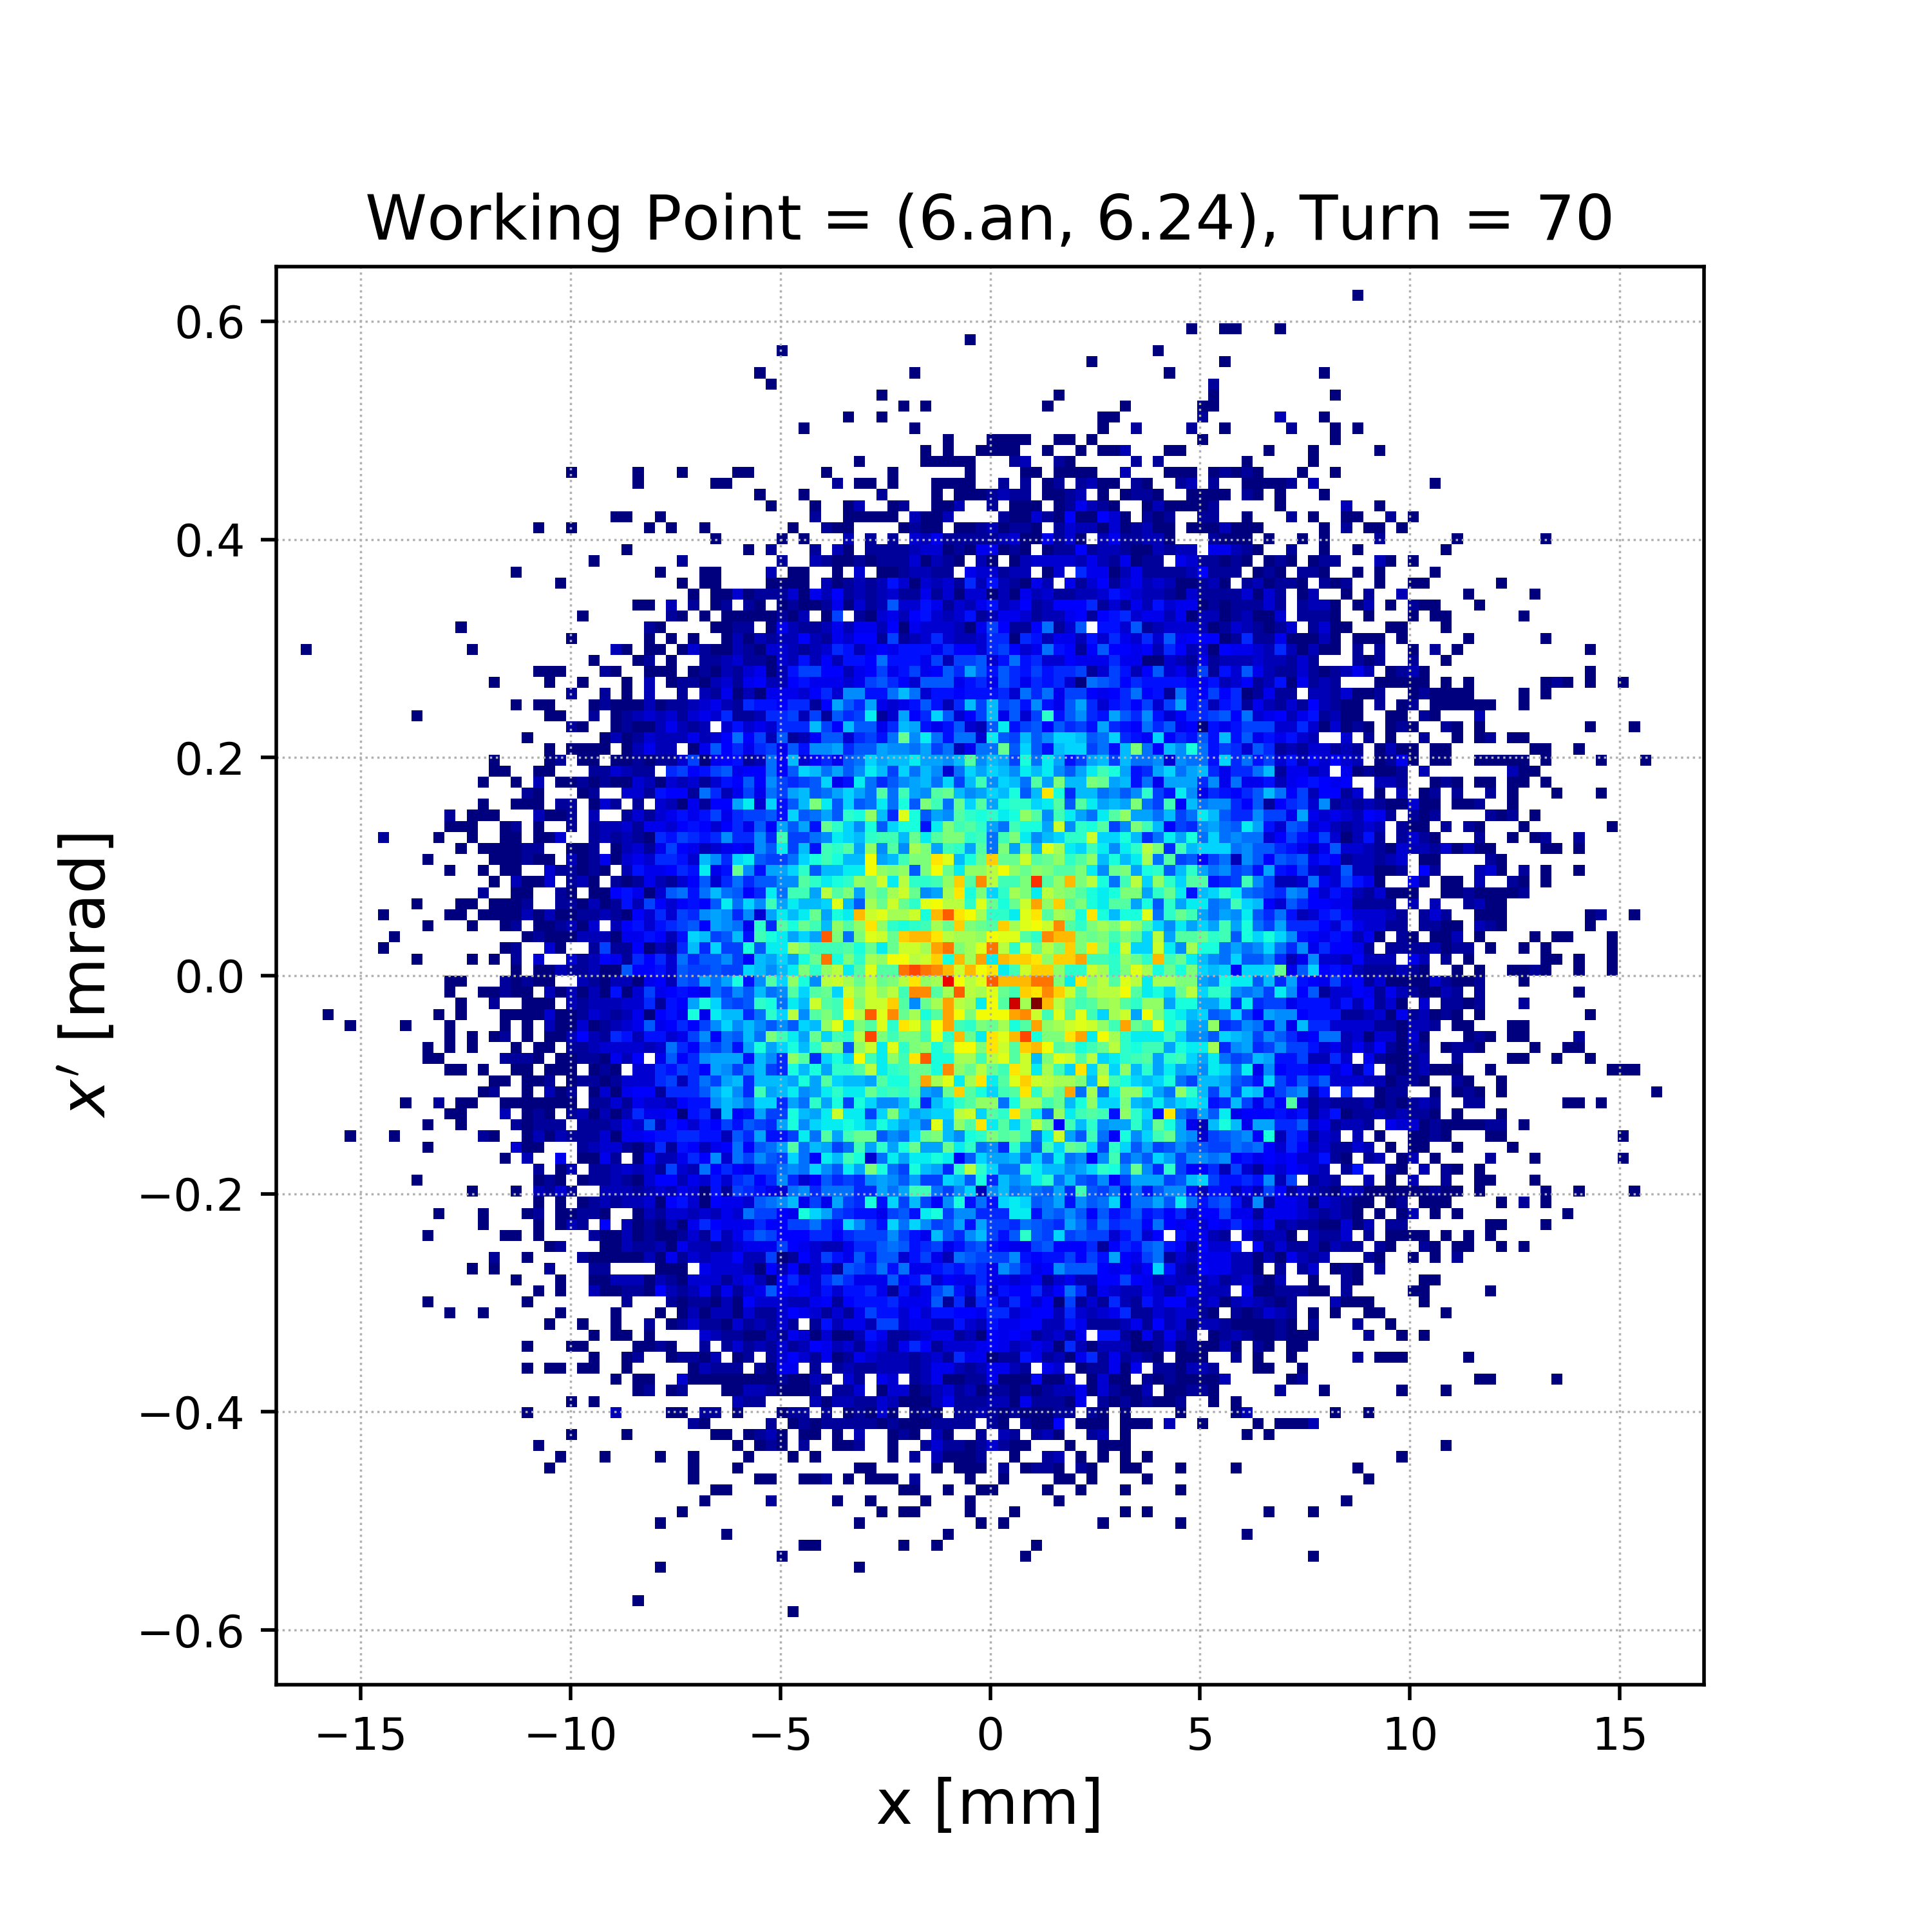 Working Point = (6.an, 6.24), Turn = 70
0.6
0.4
0.2
0.0
−0.2
−0.4
−0.6
x′ [mrad]
−15 −10 −5 0 5 10 15
x [mm]